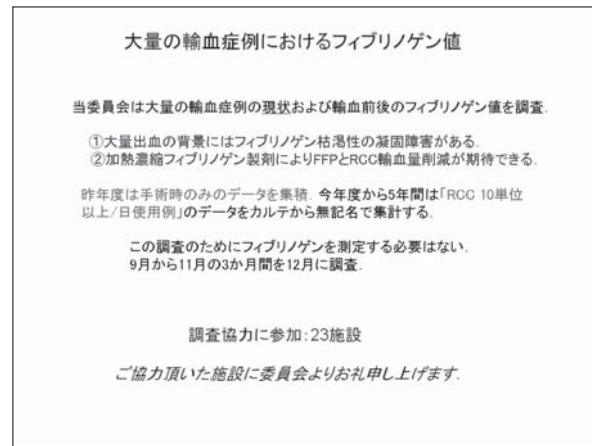 大量の輸血症例におけるフィブリノゲン値
当委員会は大量の輸血症例の現状および輸血前後のフィブリノゲン値を調査.
①大量出血の背景にはフィブリノゲン枯渇性の凝固障害がある.
②加熱濃縮フィブリノゲン製剤によりFFPとRCC輸血量削減が期待できる.
昨年度は手術時のみのデータを集積. 今年度から5年間は「RCC 10単位
以上/日使用例」のデータをカルテから無記名で集計する.
この調査のためにフィブリノゲンを測定する必要はない.
9月から11月の3か月間を12月に調査.
調査協力に参加:23施設
ご協力頂いた施設に委員会よりお礼申し上げます.